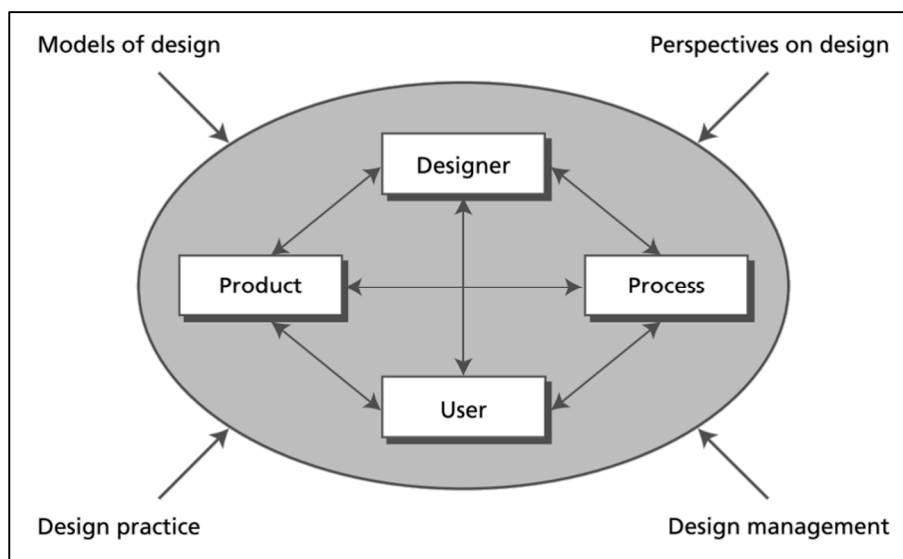 Models of design
Perspectives on design
Designer
Product
Process
User
Design practice
Design management